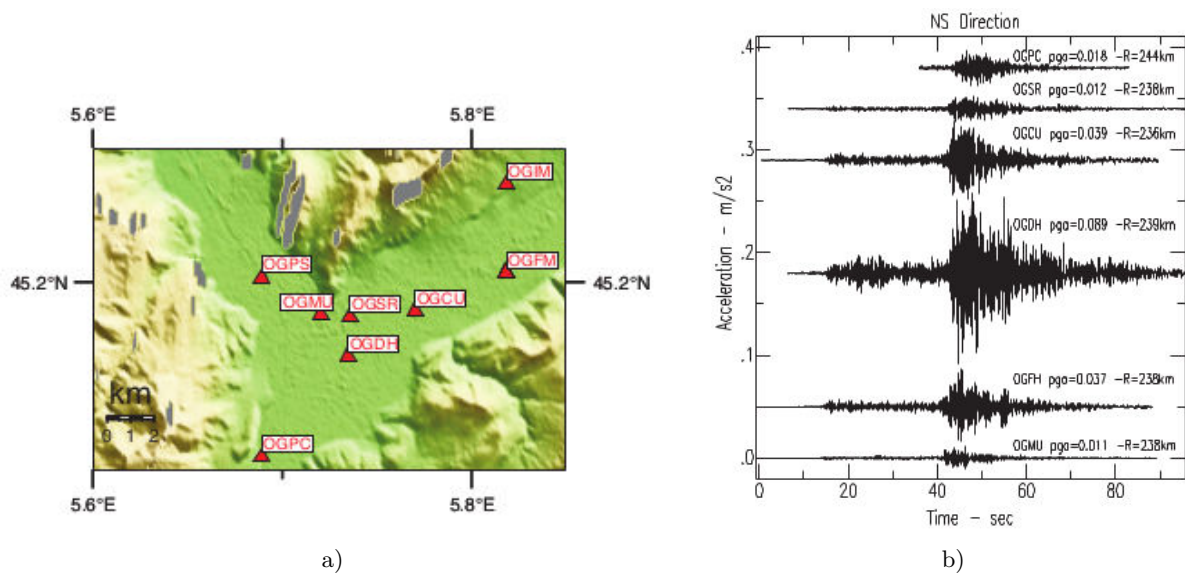 5.6°E 5.8°E
OGIM
OGPS OGFM
45.2°N 45.2°N
OGMU OGSR OGCU
OGDH
km
0 1 2
OGPC
5.6°E 5.8°E
a)
NS Direction
.4
OGPC pga=0.018 -R=244km
OGSR pga=0.012 -R=238km
OGCU pga=0.039 -R=236km
.3
OGDH pga=0.089 -R=239km
.2
.1
OGFH pga=0.037 -R=238km
OGMU pga=0.011 -R=238km
.0
Acceleration - m/s2
0 20 40 60 80
Time - sec
b)